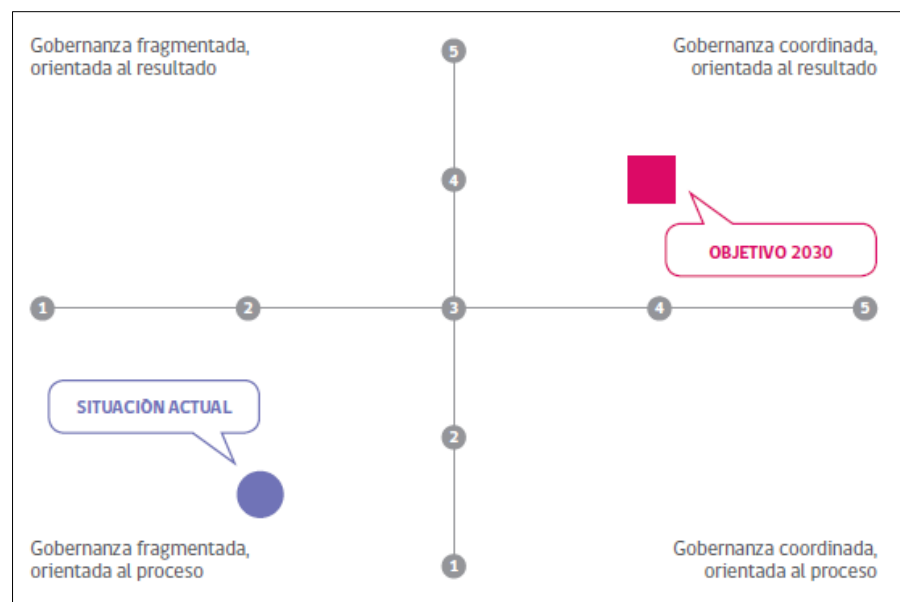 Gobernanza fragmentada,
orientada al resultado
5
Gobernanza coordinada,
orientada al resultado
4
OBJETIVO 2030
1
2
3
4
5
SITUACIÒN ACTUAL
2
Gobernanza fragmentada,
orientada al proceso
1
Gobernanza coordinada,
orientada al proceso